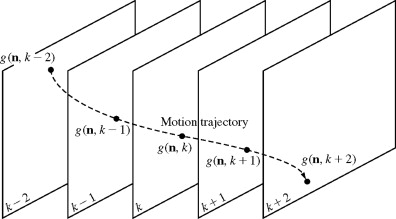 g(n, k−2)
g(n, k−1)
Motion trajectory
g(n, k)
g(n, k+1)
g(n, k+2)
k−2
k−1
k
k+1
k+2